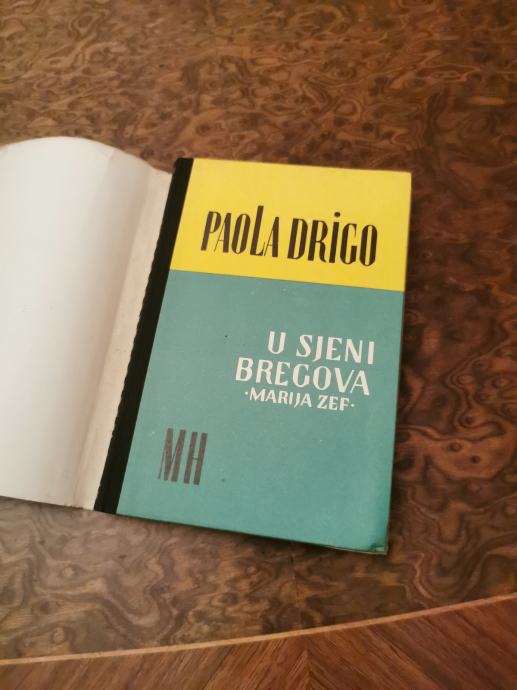 PAOLA DRIGO
U SJENI
BREGOVA
·MARIJA ZEF·
MH